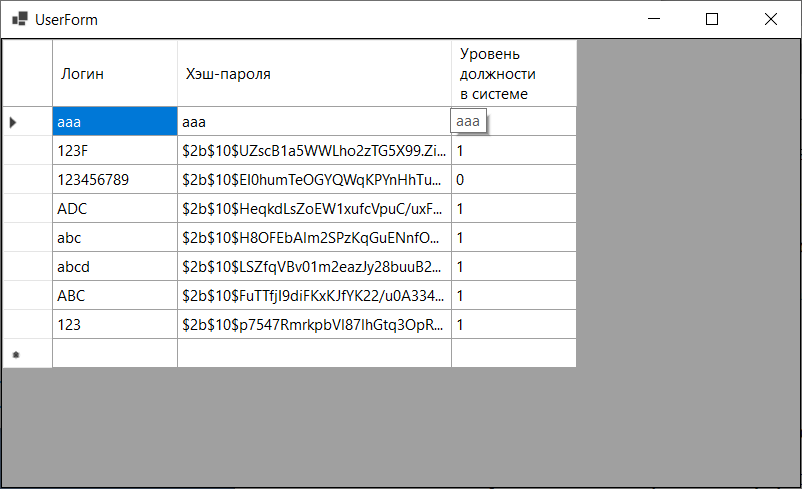 UserForm
Логин Хэш-пароля Уровень
должности
в системе
aaa aaa aaa
123F $2b$10$UZscB1a5WWLho2zTG5X99.Zi... 1
123456789 $2b$10$EI0humTeOGYQWqKPYnHhTu... 0
ADC $2b$10$HeqkdLsZoEW1xufcVpuC/uxF... 1
abc $2b$10$H8OFEbAIm2SPzKqGuENnfO... 1
abcd $2b$10$LSZfqVBv01m2eazJy28buuB2... 1
ABC $2b$10$FuTTfjI9diFKxKJfYK22/u0A334... 1
123 $2b$10$p7547RmrkpbVl87lhGtq3OpR... 1